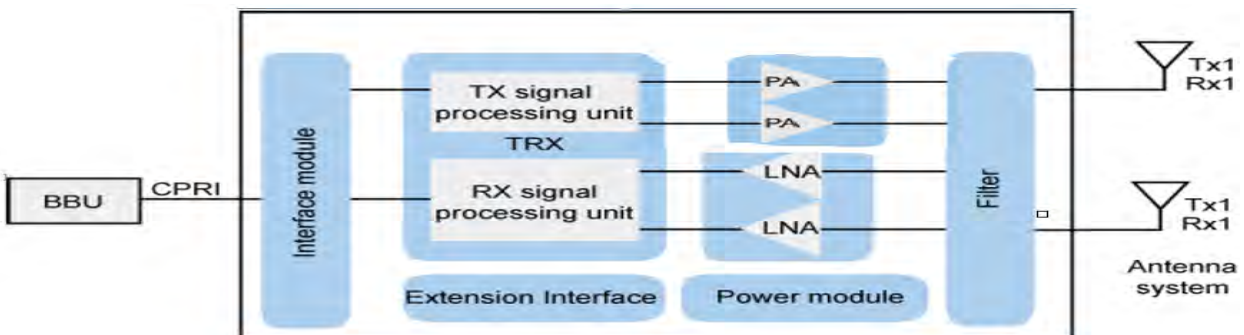 BBU
CPRI
Interface module
TX signal
processing unit
TRX
RX signal
processing unit
PA
PA
LNA
LNA
Extension Interface
Power module
Filter
Tx1
Rx1
Tx1
Rx1
Antenna
system